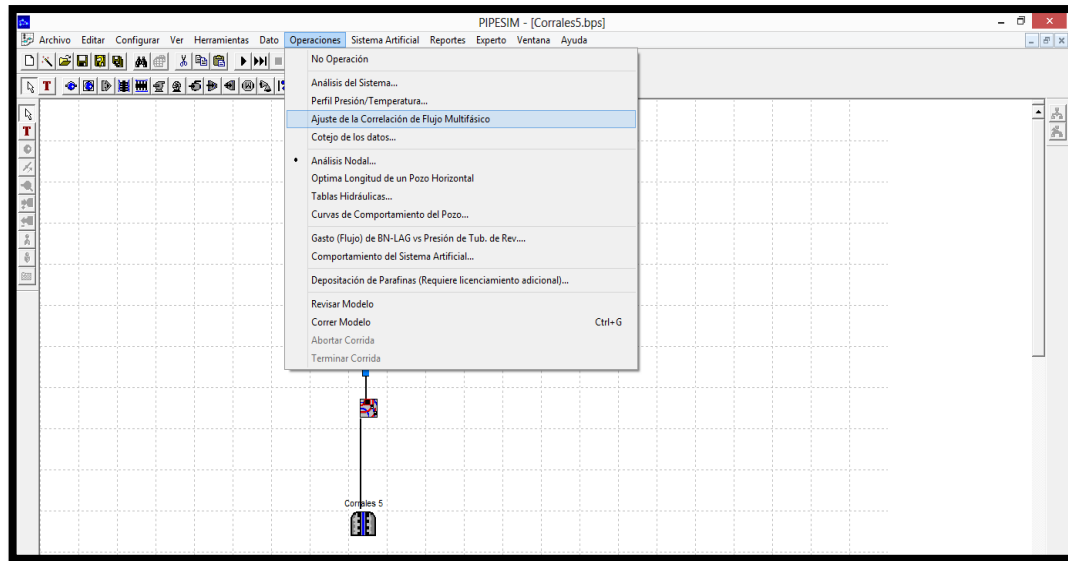 PIPESIM - [Corrales5.bps]
Archivo Editar Configurar Ver Herramientas Dato Operaciones Sistema Artificial Reportes Experto Ventana Ayuda
No Operación
Análisis del Sistema...
Perfil Presión/Temperatura...
Ajuste de la Correlación de Flujo Multifásico
Cotejo de los datos...
Análisis Nodal...
Optima Longitud de un Pozo Horizontal
Tablas Hidráulicas...
Curvas de Comportamiento del Pozo...
Gasto (Flujo) de BN-LAG vs Presión de Tub. de Rev....
Comportamiento del Sistema Artificial...
Depositación de Parafinas (Requiere licenciamiento adicional)...
Revisar Modelo
Correr Modelo Ctrl+G
Abortar Corrida
Terminar Corrida
Corrales 5